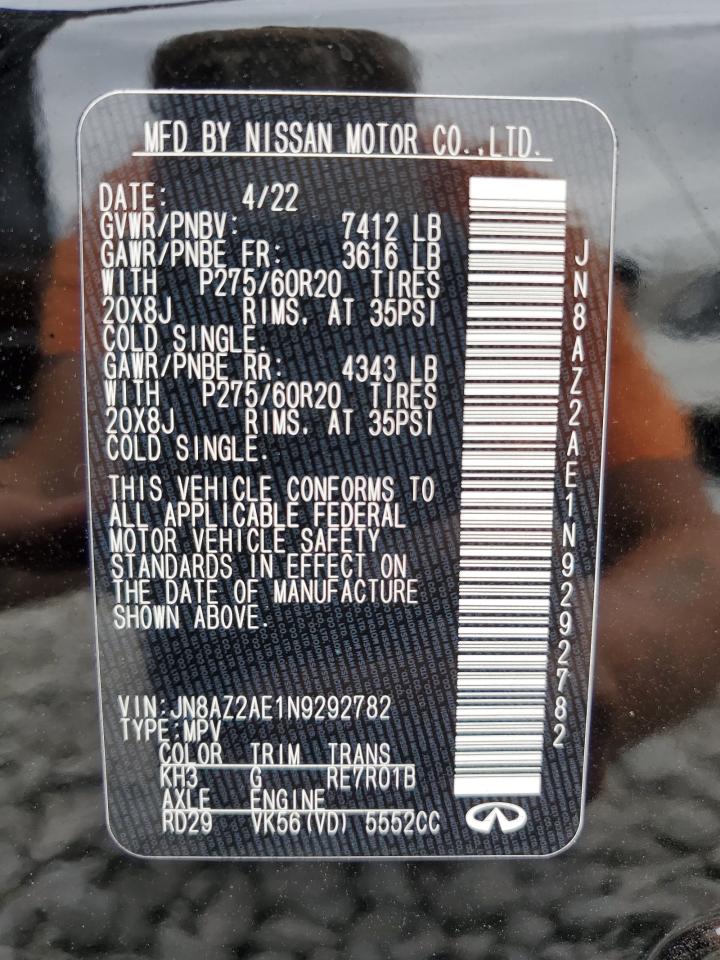 MFD BY NISSAN MOTOR CO.,LTD.
DATE: 4/22
GVWR/PNBV: 7412 LB
GAWR/PNBE FR: 3616 LB
WITH P275/60R20 TIRES
20X8J RIMS, AT 35PSI
COLD SINGLE.
GAWR/PNBE RR: 4343 LB
WITH P275/60R20 TIRES
20X8J RIMS, AT 35PSI
COLD SINGLE.
THIS VEHICLE CONFORMS TO
ALL APPLICABLE FEDERAL
MOTOR VEHICLE SAFETY
STANDARDS IN EFFECT ON
THE DATE OF MANUFACTURE
SHOWN ABOVE.
VIN:JN8AZ2AE1N9292782
TYPE:MPV
COLOR TRIM TRANS
KH3 G RE7R01B
AXLE ENGINE
RD29 VK56(VD) 5552CC
JN8AZ2AE1N9292782